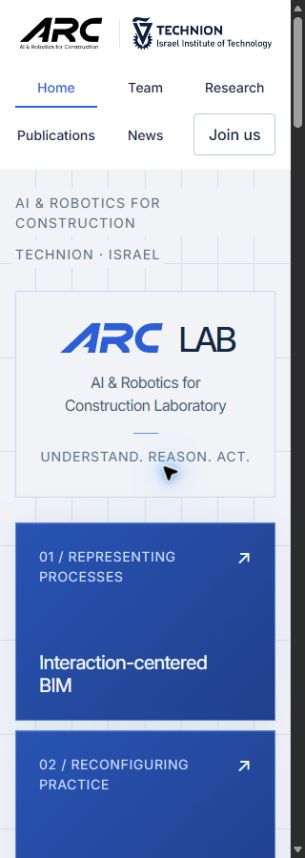 ARC
AI & Robotics for Construction
TECHNION
Israel Institute of Technology
Home
Team
Research
Publications
News
Join us
AI & ROBOTICS FOR
CONSTRUCTION
TECHNION · ISRAEL
ARC LAB
AI & Robotics for
Construction Laboratory
UNDERSTAND. REASON. ACT.
01 / REPRESENTING
PROCESSES
Interaction-centered
BIM
02 / RECONFIGURING
PRACTICE